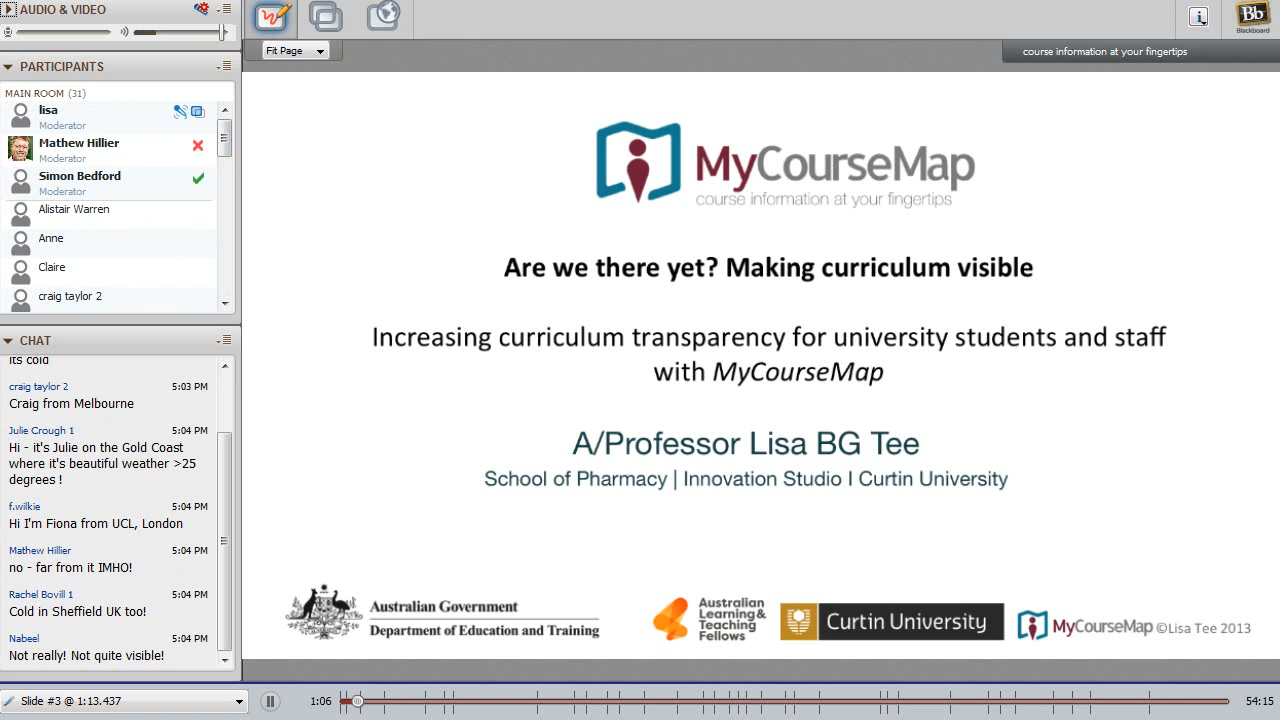 AUDIO & VIDEO
PARTICIPANTS
MAIN ROOM (31)
lisa
Moderator
Mathew Hillier
Moderator
Simon Bedford
Moderator
Alistair Warren
Anne
Claire
craig taylor 2
CHAT
its cold
craig taylor 2 5:03 PM
Craig from Melbourne
Julie Crough 1 5:04 PM
Hi - it's Julie on the Gold Coast
where it's beautiful weather >25
degrees !
f.wilkie 5:04 PM
Hi I'm Fiona from UCL, London
Mathew Hillier 5:04 PM
no - far from it IMHO!
Rachel Bovill 1 5:04 PM
Cold in Sheffield UK too!
Nabeel 5:04 PM
Not really! Not quite visible!
Slide #3 @ 1:13.437
Fit Page
Bb
Blackboard
course information at your fingertips
MyCourseMap
course information at your fingertips
Are we there yet? Making curriculum visible
Increasing curriculum transparency for university students and staff
with MyCourseMap
A/Professor Lisa BG Tee
School of Pharmacy | Innovation Studio I Curtin University
Australian Government
Department of Education and Training
Australian
Learning &
Teaching
Fellows
Curtin University
MyCourseMap ©Lisa Tee 2013
1:06
54:15